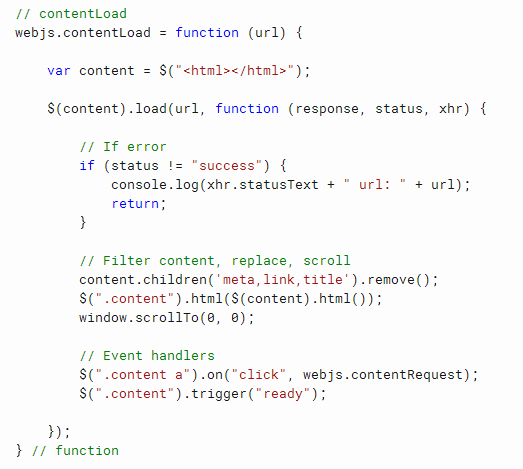 // contentLoad
webjs.contentLoad = function (url) {

    var content = $("<html></html>");

    $(content).load(url, function (response, status, xhr) {

        // If error
        if (status != "success") {
            console.log(xhr.statusText + " url: " + url);
            return;
        }

        // Filter content, replace, scroll
        content.children('meta,link,title').remove();
        $(".content").html($(content).html());
        window.scrollTo(0, 0);

        // Event handlers
        $(".content a").on("click", webjs.contentRequest);
        $(".content").trigger("ready");

    });
} // function